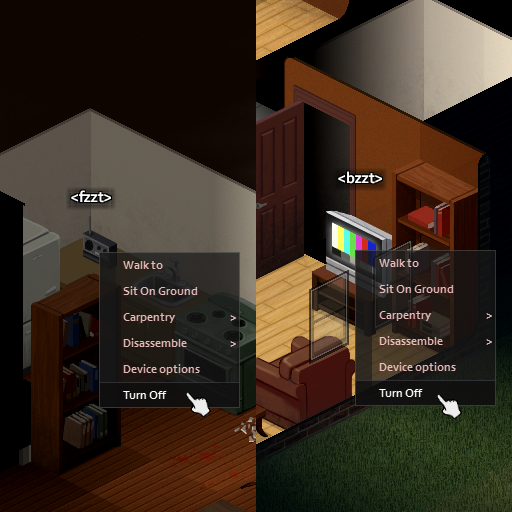 <fzzt>
Walk to
Sit On Ground
Carpentry >
Disassemble >
Device options
Turn Off
<bzzt>
Walk to
Sit On Ground
Carpentry >
Disassemble >
Device options
Turn Off